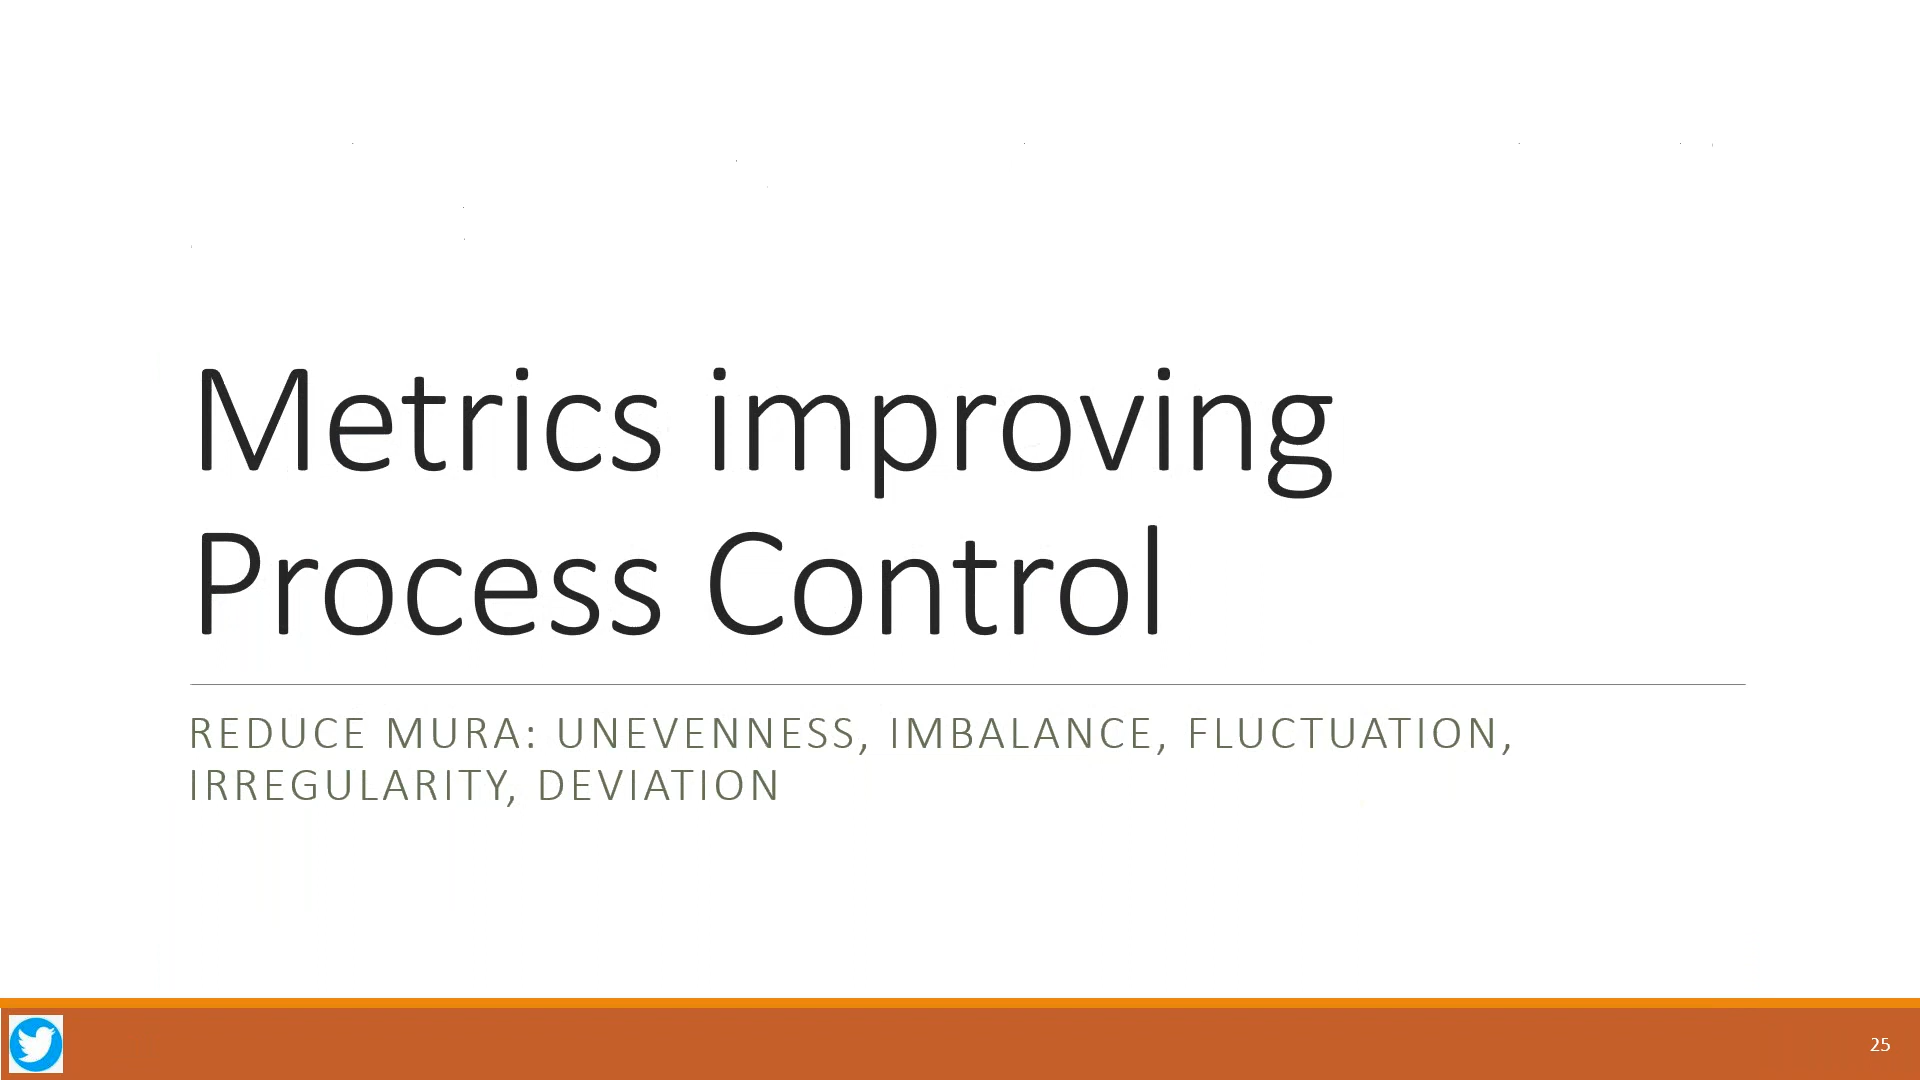 Metrics improving
Process Control
REDUCE MURA: UNEVENNESS, IMBALANCE, FLUCTUATION,
IRREGULARITY, DEVIATION
25